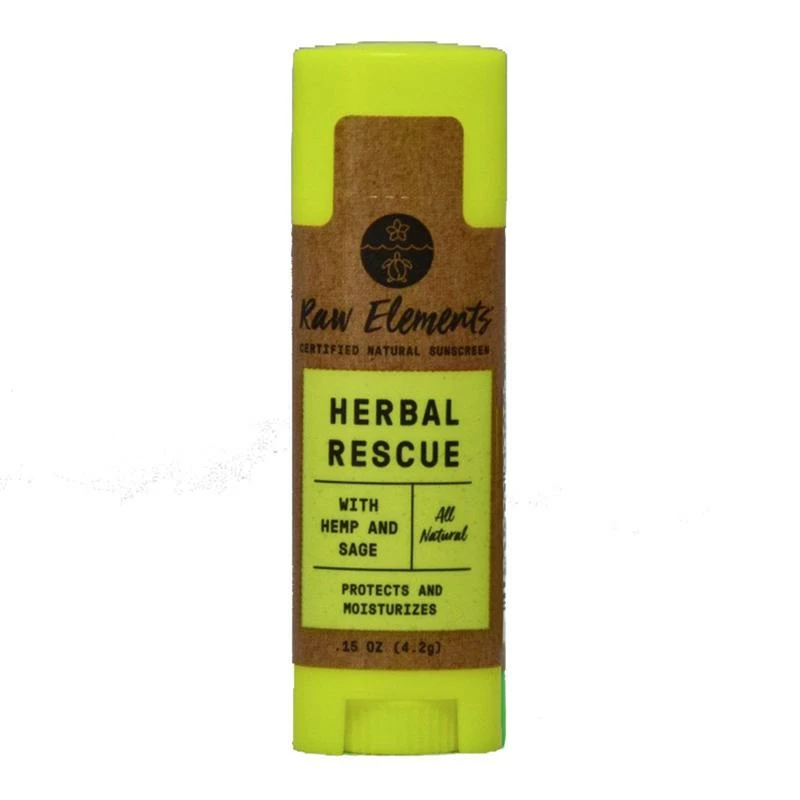 Raw Elements
CERTIFIED NATURAL SUNSCREEN
HERBAL
RESCUE
WITH
HEMP AND
SAGE
All
Natural
PROTECTS AND
MOISTURIZES
.15 OZ (4.2g)